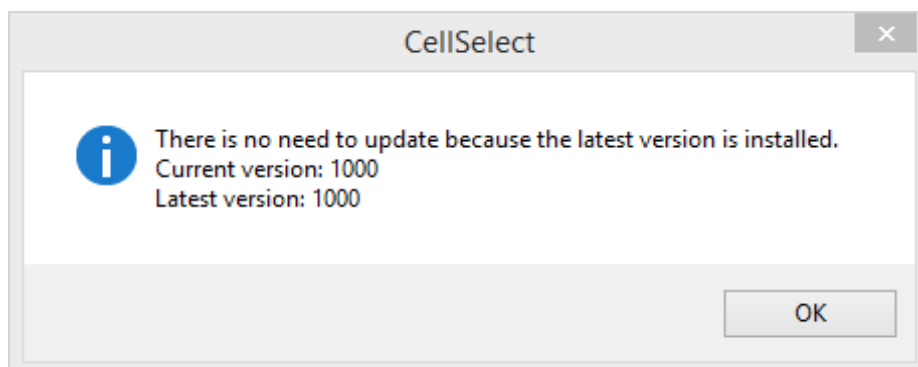 CellSelect
There is no need to update because the latest version is installed.
Current version: 1000
Latest version: 1000
OK